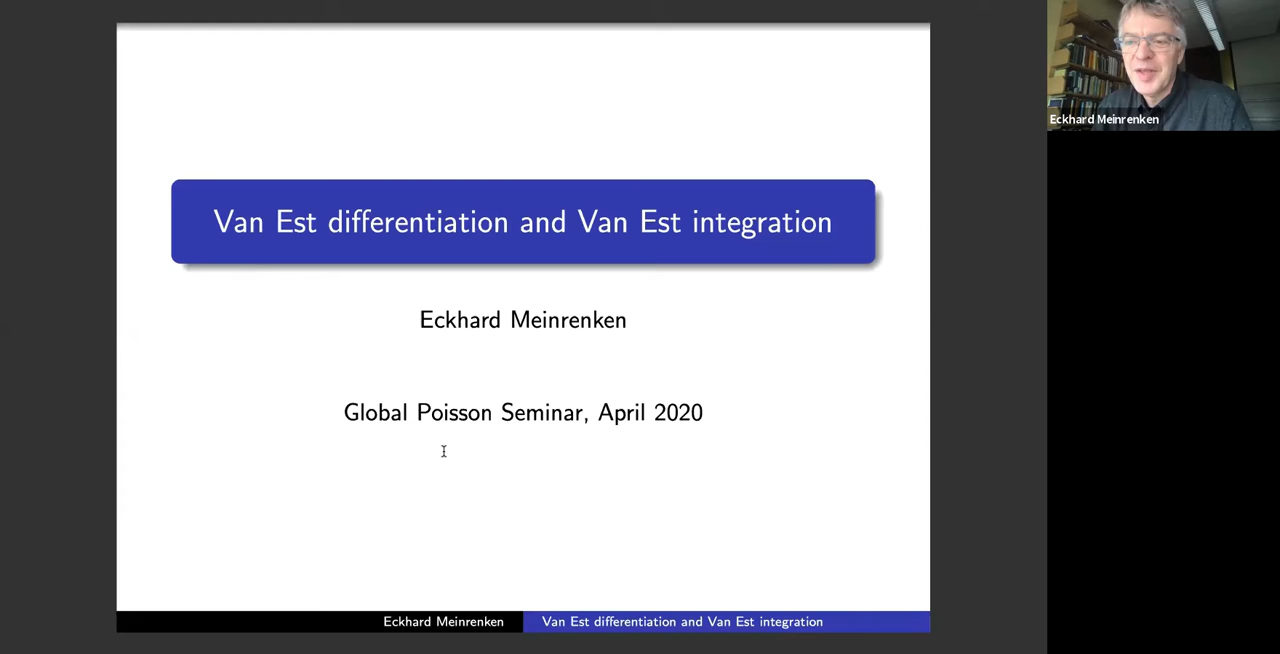 Van Est differentiation and Van Est integration
Eckhard Meinrenken
Global Poisson Seminar, April 2020
Eckhard Meinrenken
Van Est differentiation and Van Est integration
Eckhard Meinrenken